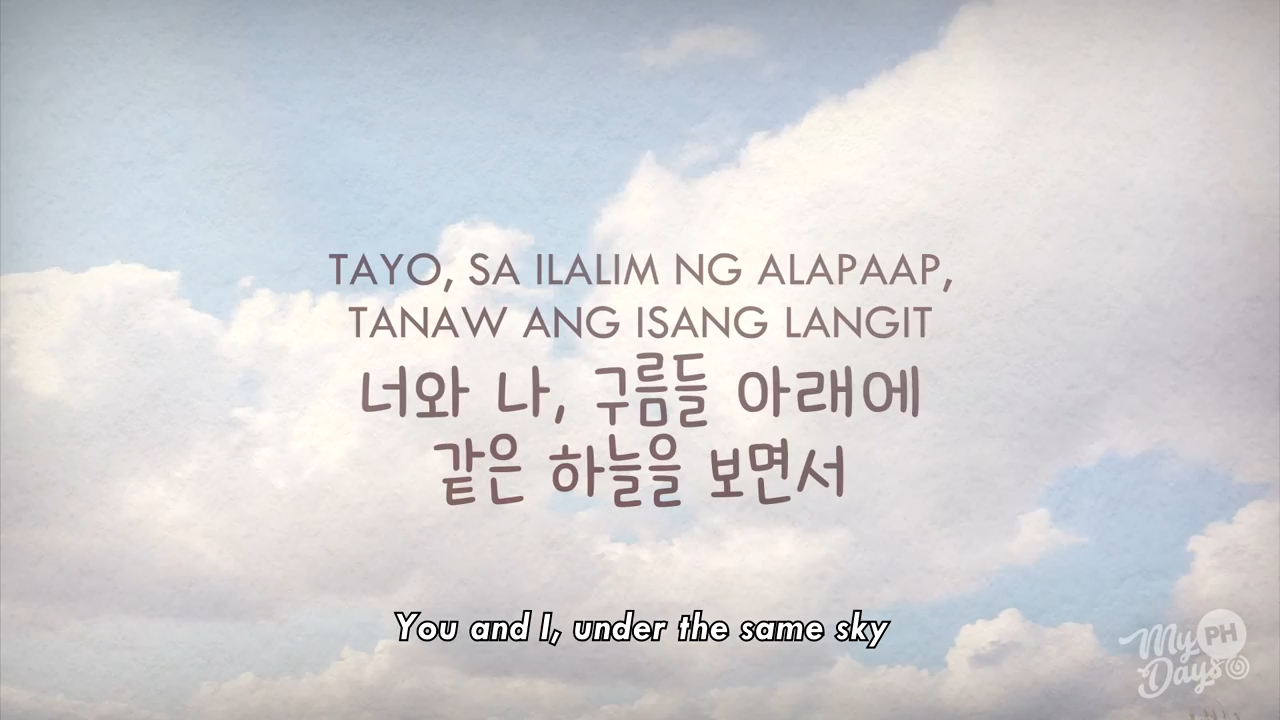 TAYO, SA ILALIM NG ALAPAAP,
TANAW ANG ISANG LANGIT
너와 나, 구름들 아래에
같은 하늘을 보면서
You and I, under the same sky
My PH
Days